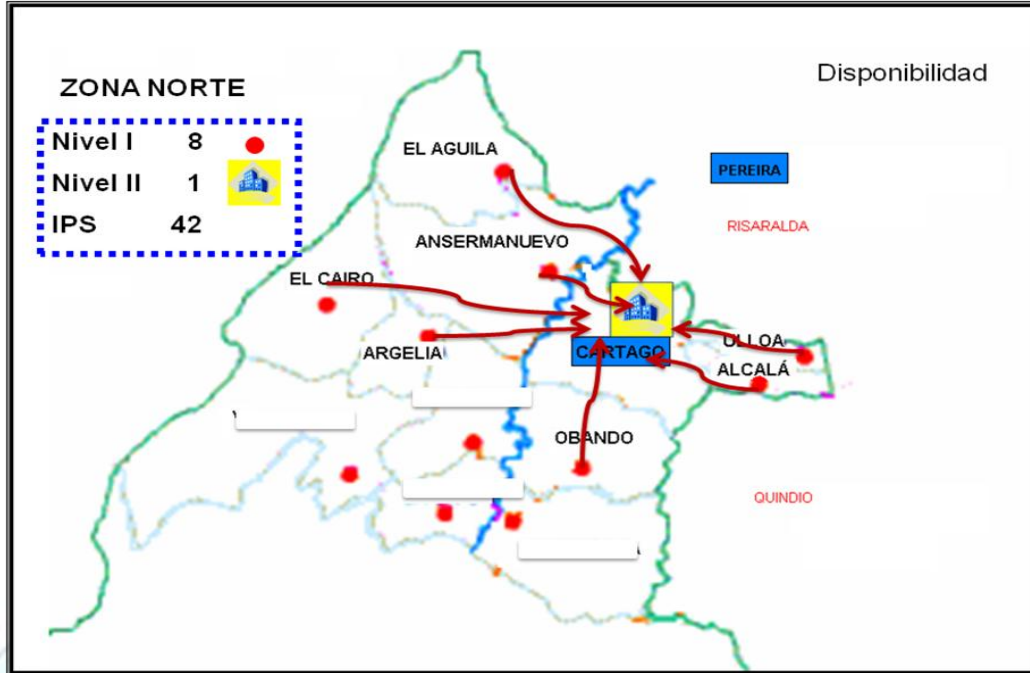 Disponibilidad
ZONA NORTE
Nivel I 8
Nivel II 1
IPS 42
EL AGUILA
PEREIRA
RISARALDA
ANSERMANUEVO
EL CAIRO
ARGELIA
CARTAGO
ULLOA
ALCALÁ
OBANDO
QUINDIO